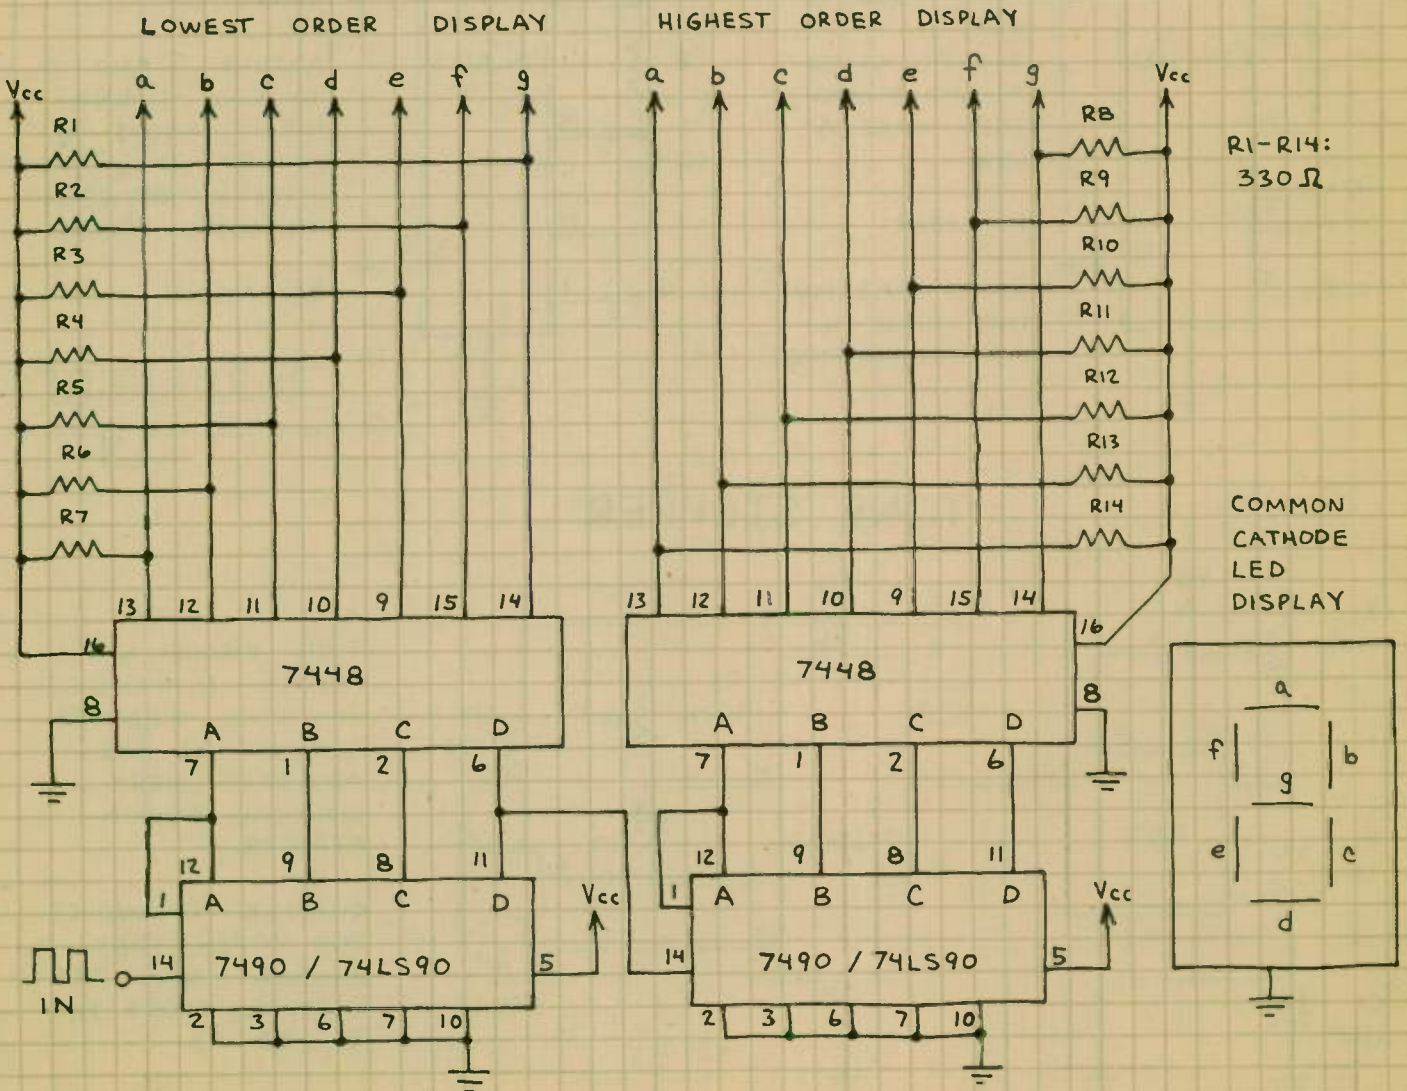 LOWEST ORDER DISPLAY
HIGHEST ORDER DISPLAY
Vcc a b c d e f g
a b c d e f g Vcc
R1
R2
R3
R4
R5
R6
R7
R8
R9
R10
R11
R12
R13
R14
R1-R14:
330 Ω
13 12 11 10 9 15 14
16
7448
8
A B C D
7 1 2 6
13 12 11 10 9 15 14
16
7448
8
A B C D
7 1 2 6
12 9 8 11
1
A B C D
Vcc
14
7490 / 74LS90
5
IN
2 3 6 7 10
12 9 8 11
1
A B C D
Vcc
14
7490 / 74LS90
5
2 3 6 7 10
COMMON
CATHODE
LED
DISPLAY
a
f
b
g
e
c
d